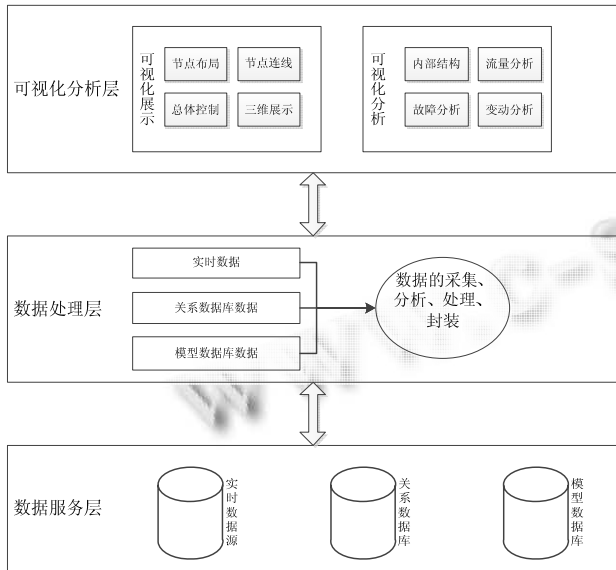 可视化分析层
可视化展示
节点布局
节点连线
总体控制
三维展示
可视化分析
内部结构
流量分析
故障分析
变动分析
数据处理层
实时数据
关系数据库数据
模型数据库数据
数据的采集、
分析、处理、
封装
数据服务层
实时数据源
关系数据库
模型数据库